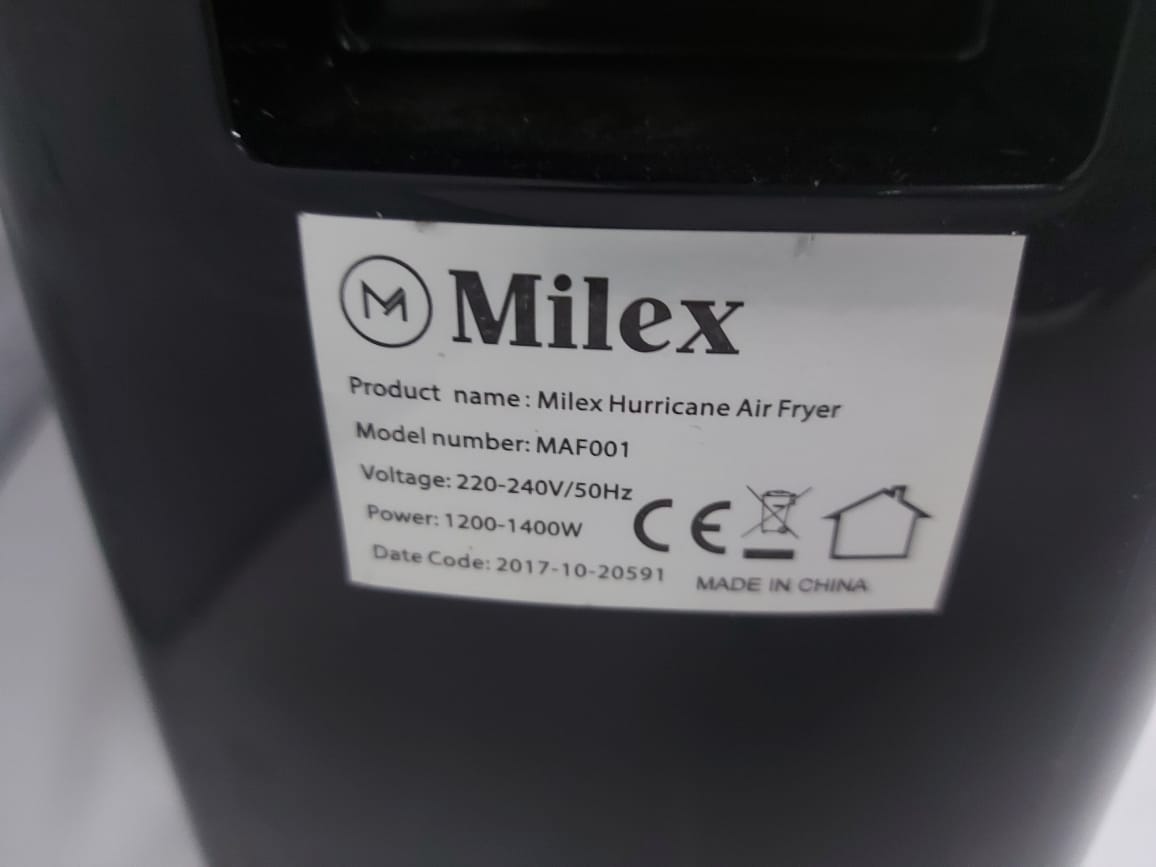 Milex
Product name: Milex Hurricane Air Fryer
Model number: MAF001
Voltage: 220-240V/50Hz
Power: 1200-1400W
CE
Date Code: 2017-10-20591
MADE IN CHINA